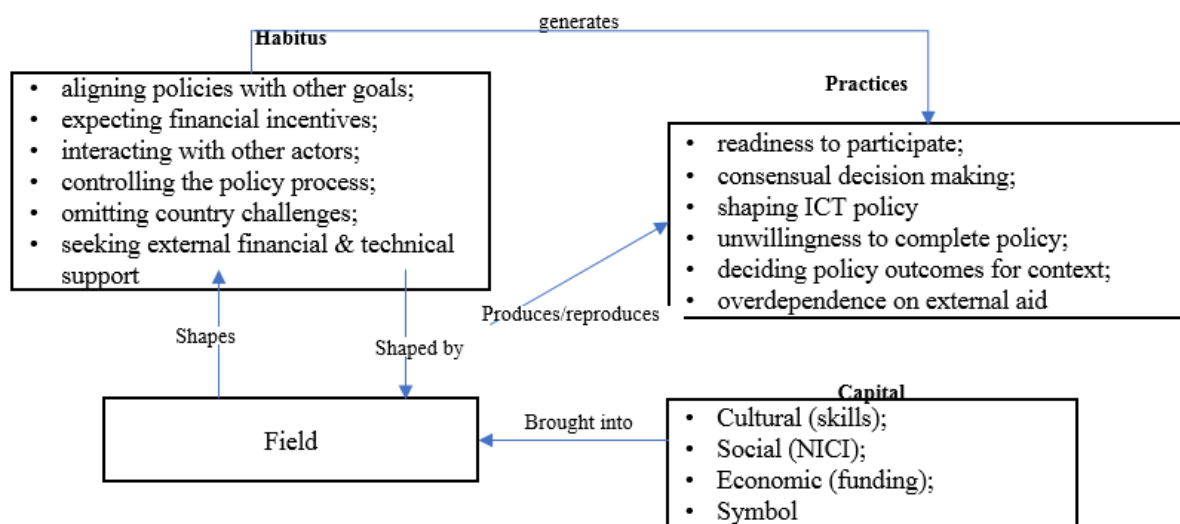 generates
Habitus
• aligning policies with other goals;
• expecting financial incentives;
• interacting with other actors;
• controlling the policy process;
• omitting country challenges;
• seeking external financial & technical
support
Practices
• readiness to participate;
• consensual decision making;
• shaping ICT policy
• unwillingness to complete policy;
• deciding policy outcomes for context;
• overdependence on external aid
Produces/reproduces
Shapes
Shaped by
Field
Brought into
Capital
• Cultural (skills);
• Social (NICI);
• Economic (funding);
• Symbol